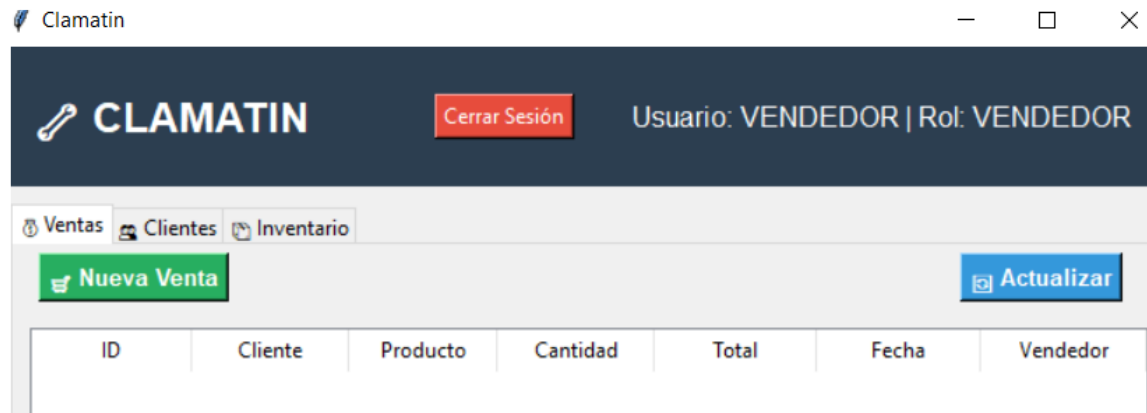 Clamatin
CLAMATIN
Cerrar Sesión
Usuario: VENDEDOR | Rol: VENDEDOR
Ventas
Clientes
Inventario
Nueva Venta
Actualizar
ID
Cliente
Producto
Cantidad
Total
Fecha
Vendedor